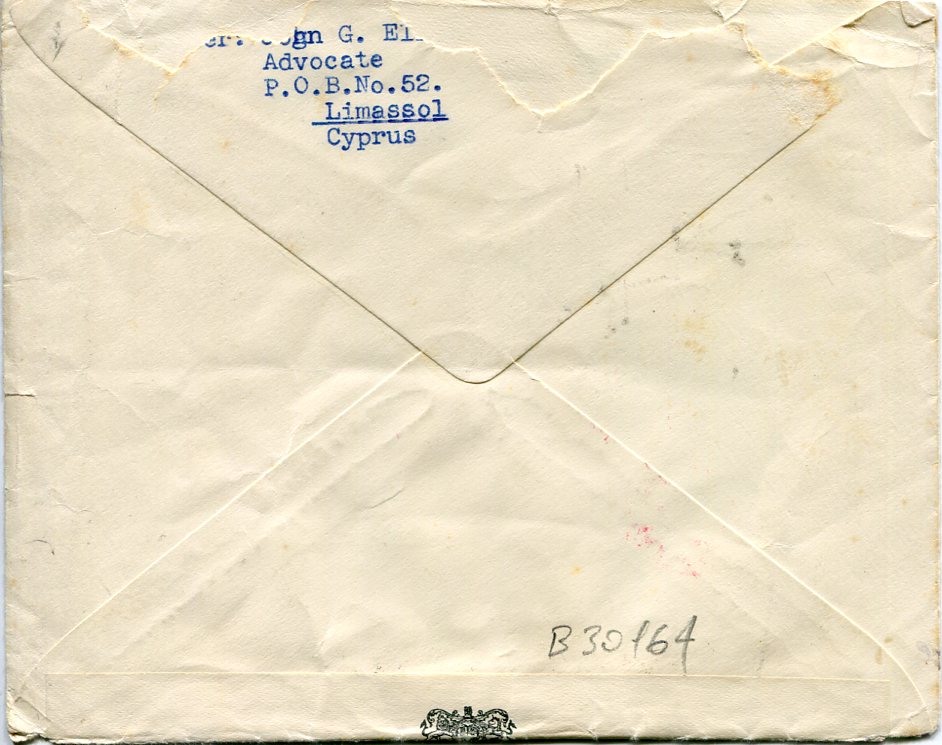 G.
Advocate
P.O.B.No.52.
Limassol
Cyprus
B30164